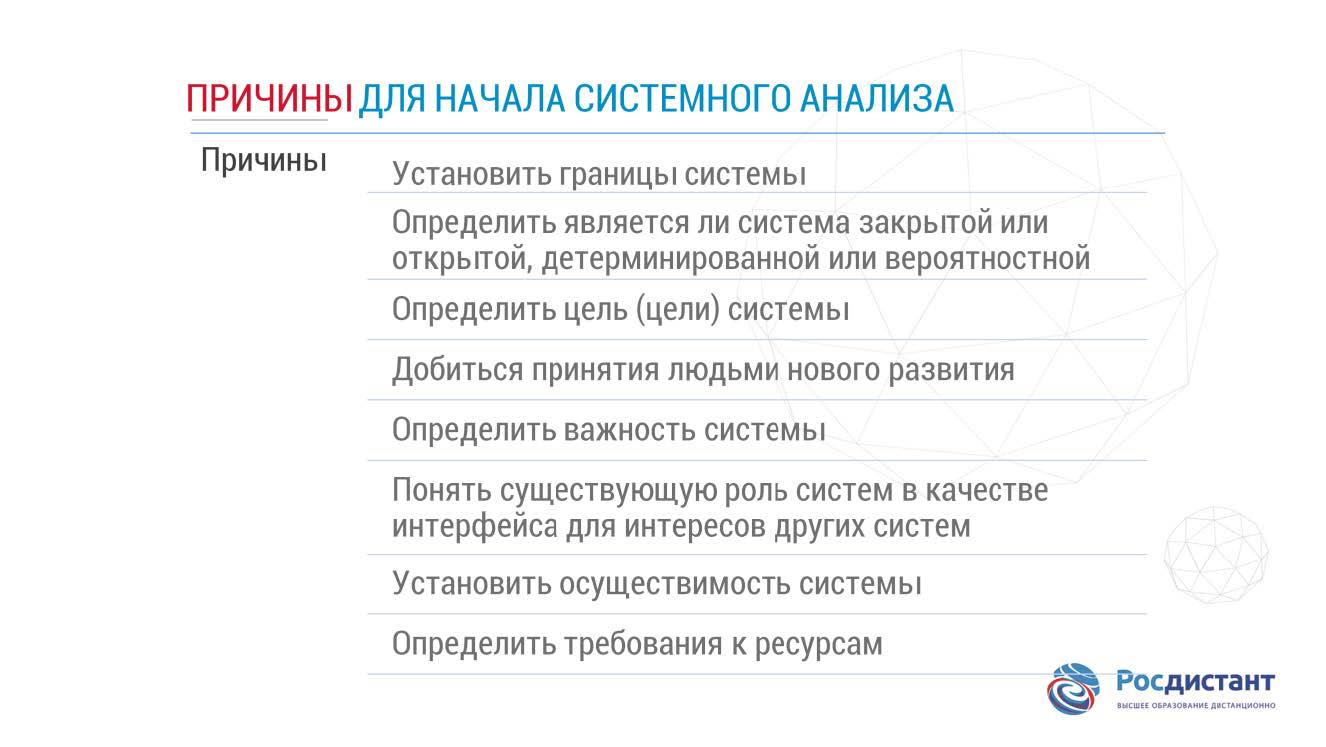 ПРИЧИНЫ ДЛЯ НАЧАЛА СИСТЕМНОГО АНАЛИЗА
Причины
Установить границы системы
Определить является ли система закрытой или
открытой, детерминированной или вероятностной
Определить цель (цели) системы
Добиться принятия людьми нового развития
Определить важность системы
Понять существующую роль систем в качестве
интерфейса для интересов других систем
Установить осуществимость системы
Определить требования к ресурсам
Росдистант
ВЫСШЕЕ ОБРАЗОВАНИЕ ДИСТАНЦИОННО